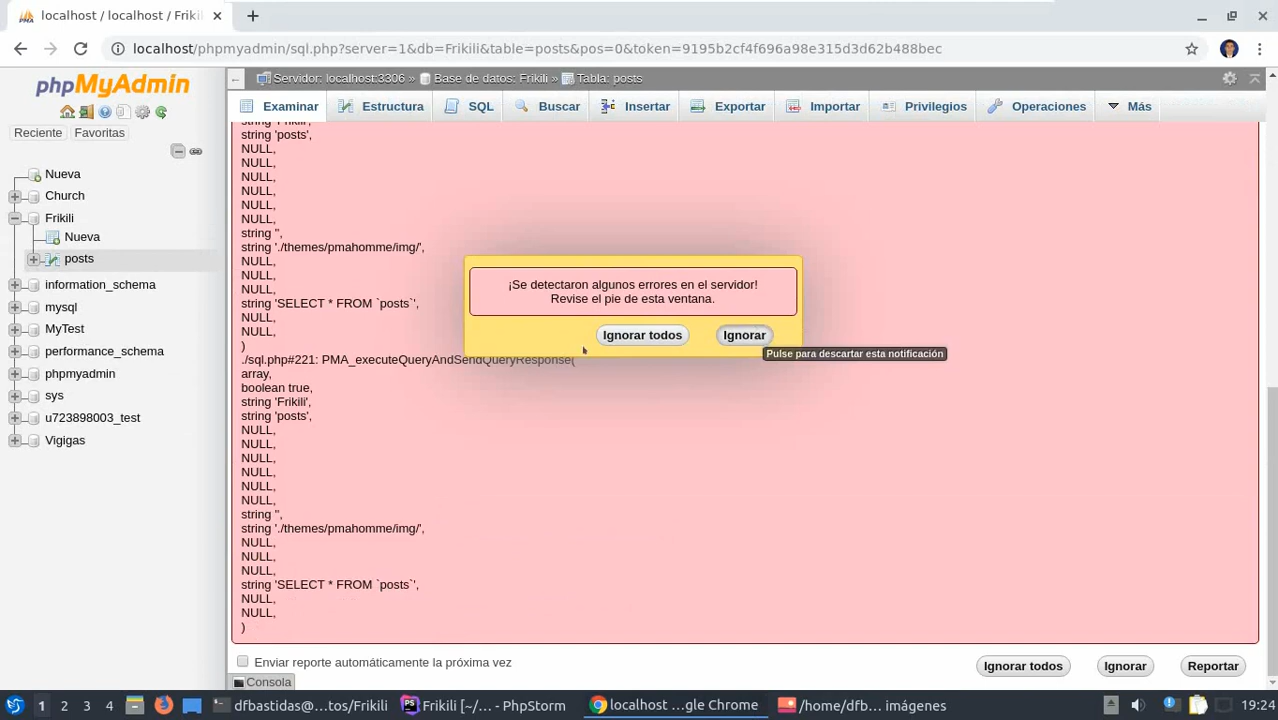 localhost / localhost / Frikili
localhost/phpmyadmin/sql.php?server=1&db=Frikili&table=posts&pos=0&token=9195b2cf4f696a98e315d3d62b488bec
phpMyAdmin
Reciente
Favoritas
Nueva
Church
Frikili
Nueva
posts
information_schema
mysql
MyTest
performance_schema
phpmyadmin
sys
u723898003_test
Vigigas
Servidor: localhost:3306 » Base de datos: Frikili » Tabla: posts
Examinar Estructura SQL Buscar Insertar Exportar Importar Privilegios Operaciones Más
string 'Frikili',
string 'posts',
NULL,
NULL,
NULL,
NULL,
NULL,
NULL,
string '',
string './themes/pmahomme/img/',
NULL,
NULL,
NULL,
string 'SELECT * FROM `posts`',
NULL,
NULL,
)
./sql.php#221: PMA_executeQueryAndSendQueryResponse(
array,
boolean true,
string 'Frikili',
string 'posts',
NULL,
NULL,
NULL,
NULL,
NULL,
NULL,
string '',
string './themes/pmahomme/img/',
NULL,
NULL,
NULL,
string 'SELECT * FROM `posts`',
NULL,
NULL,
)
¡Se detectaron algunos errores en el servidor!
Revise el pie de esta ventana.
Ignorar todos
Ignorar
Pulse para descartar esta notificación
Enviar reporte automáticamente la próxima vez
Ignorar todos
Ignorar
Reportar
Consola
1 2 3 4 dfbastidas@...tos/Frikili Frikili [~/... - PhpStorm localhost ...gle Chrome /home/dfb... imágenes 19:24